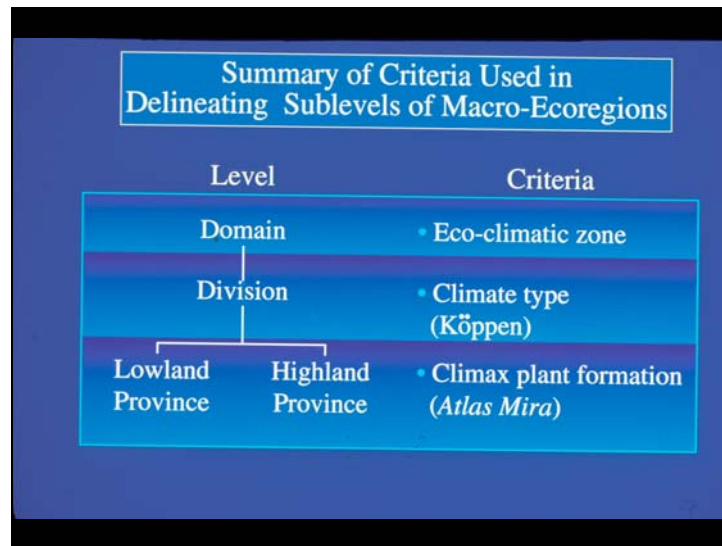 Summary of Criteria Used in
Delineating Sublevels of Macro-Ecoregions
Level
Criteria
Domain
• Eco-climatic zone
Division
• Climate type
(Köppen)
Lowland
Province
Highland
Province
• Climax plant formation
(Atlas Mira)